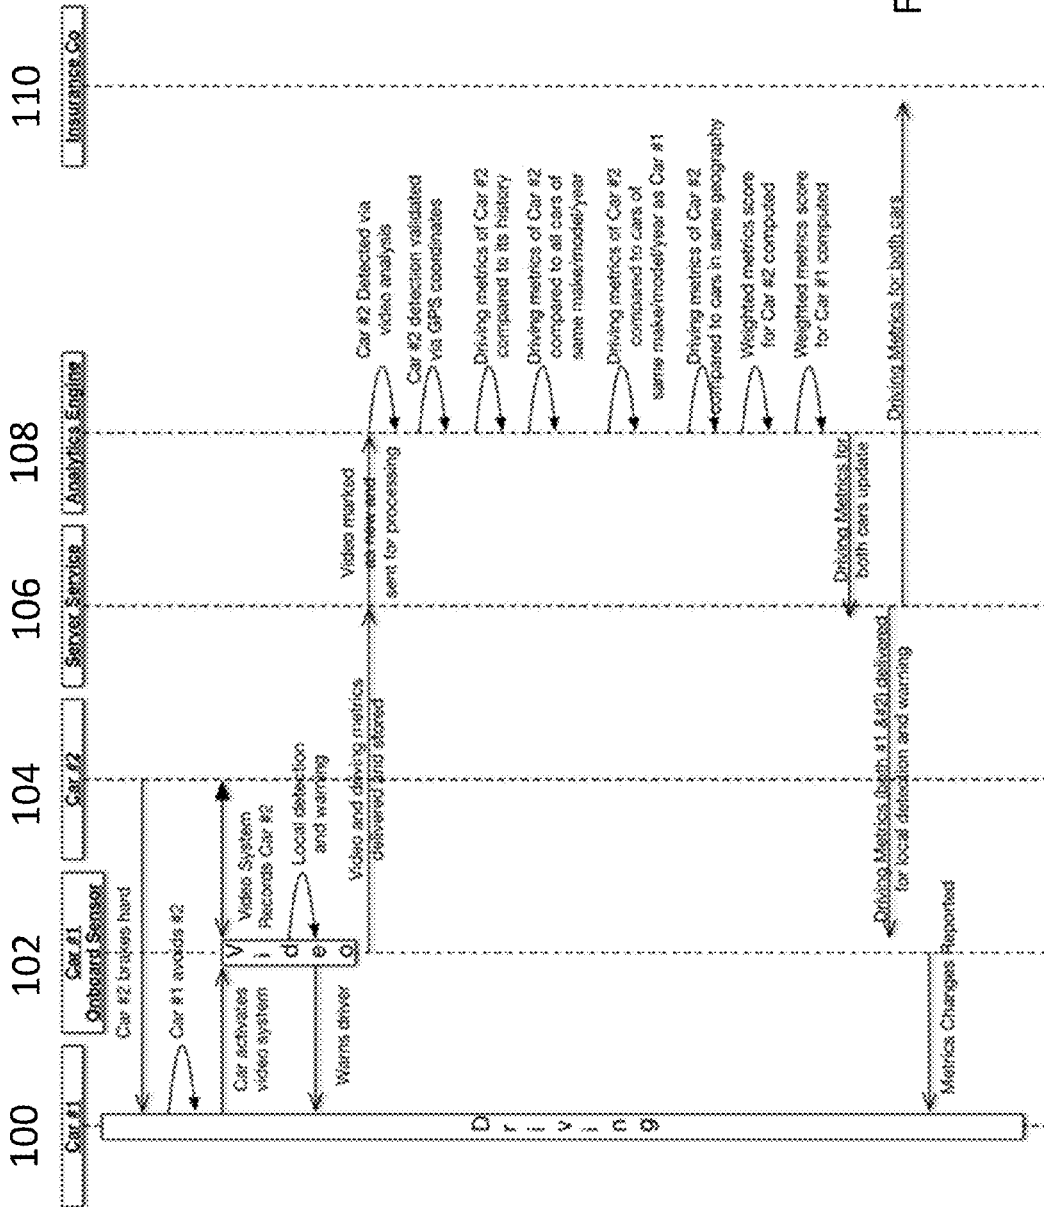 100
102
104
106
108
110
Car #1
Car #1
Onboard Sensor
Car #2
Server Service
Analytics Engine
Insurance Co
Car #2 brakes hard
Car #1 avoids #2
Car activates
video system
Video System
Records Car #2
Video
Local detection
and warning
Warns driver
Video and driving metrics
delivered and stored
Video marked
as new and
sent for processing
Car #2 Detected via
video analysis
Car #2 detection validated
via GPS coordinates
Driving metrics of Car #2
compared to its history
Driving metrics of Car #2
compared to all cars of
same make/model/year
Driving metrics of Car #2
compared to cars of
same make/model/year as Car #1
Driving metrics of Car #2
compared to cars in same geography
Weighted metrics score
for Car #2 computed
Weighted metrics score
for Car #1 computed
Driving Metrics for
both cars update
Driving Metrics (both #1 &#2) delivered
for local detection and warning
Driving Metrics for both cars
Metrics Changes Reported
Driving